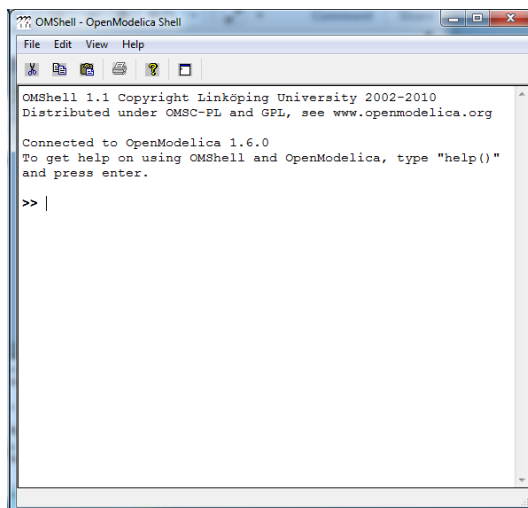 OMShell - OpenModelica Shell
File Edit View Help
OMShell 1.1 Copyright Linköping University 2002-2010
Distributed under OMSC-PL and GPL, see www.openmodelica.org
Connected to OpenModelica 1.6.0
To get help on using OMShell and OpenModelica, type "help()"
and press enter.
>>